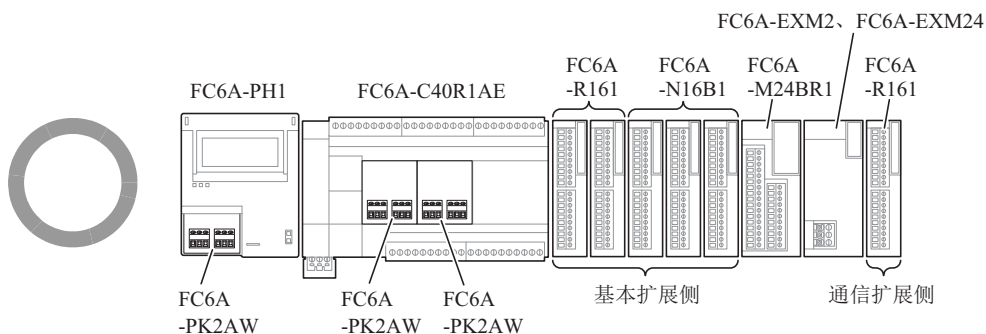 FC6A-EXM2、FC6A-EXM24
FC6A-PH1
FC6A-C40R1AE
FC6A
-R161
FC6A
-N16B1
FC6A
-M24BR1
FC6A
-R161
基本扩展侧
通信扩展侧
FC6A
-PK2AW
FC6A
-PK2AW
FC6A
-PK2AW